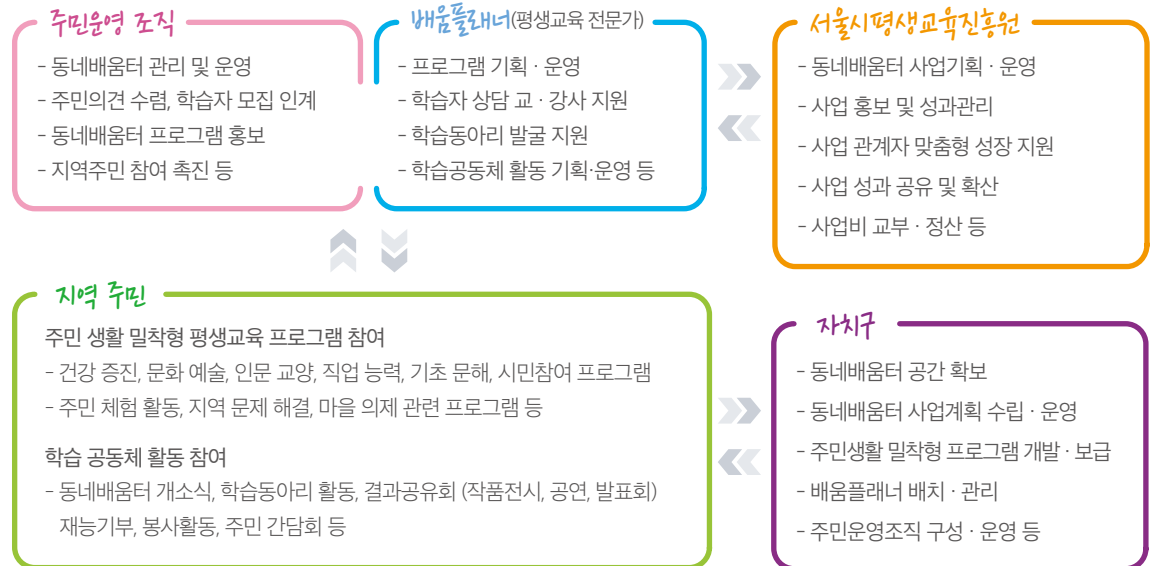 주민운영 조직
- 동네배움터 관리 및 운영
- 주민의견 수렴, 학습자 모집 인계
- 동네배움터 프로그램 홍보
- 지역주민 참여 촉진 등
배움플래너(평생교육 전문가)
- 프로그램 기획 · 운영
- 학습자 상담 교 · 강사 지원
- 학습동아리 발굴 지원
- 학습공동체 활동 기획·운영 등
서울시평생교육진흥원
- 동네배움터 사업기획 · 운영
- 사업 홍보 및 성과관리
- 사업 관계자 맞춤형 성장 지원
- 사업 성과 공유 및 확산
- 사업비 교부 · 정산 등
지역 주민
주민 생활 밀착형 평생교육 프로그램 참여
- 건강 증진, 문화 예술, 인문 교양, 직업 능력, 기초 문해, 시민참여 프로그램
- 주민 체험 활동, 지역 문제 해결, 마을 의제 관련 프로그램 등
학습 공동체 활동 참여
- 동네배움터 개소식, 학습동아리 활동, 결과공유회 (작품전시, 공연, 발표회)
재능기부, 봉사활동, 주민 간담회 등
자치구
- 동네배움터 공간 확보
- 동네배움터 사업계획 수립 · 운영
- 주민생활 밀착형 프로그램 개발 · 보급
- 배움플래너 배치 · 관리
- 주민운영조직 구성 · 운영 등